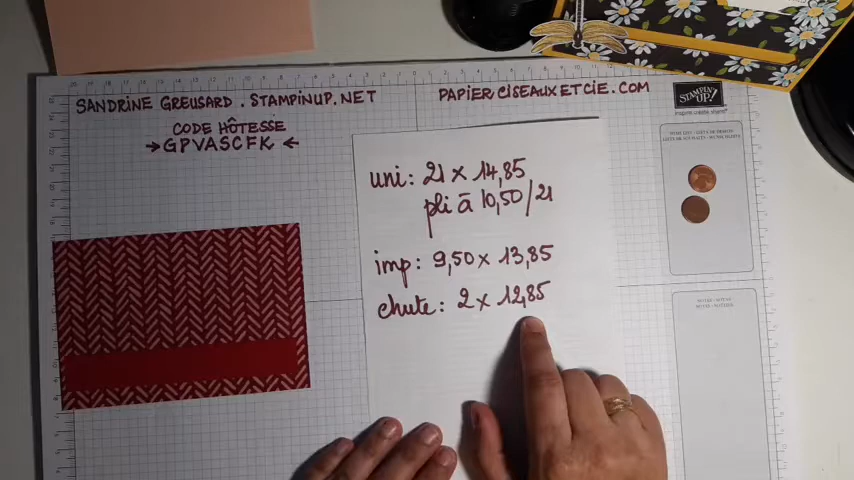 SANDRINE GREUSARD . STAMPINUP. NET
PAPIERCISEAUXETCIE.COM
STAMPIN' UP!
CODE HÔTESSE
→GPVASCFK←
uni: 21 x 14,85
pli à 10,50/21
imp: 9,50 x 13,85
chute: 2 x 12,85